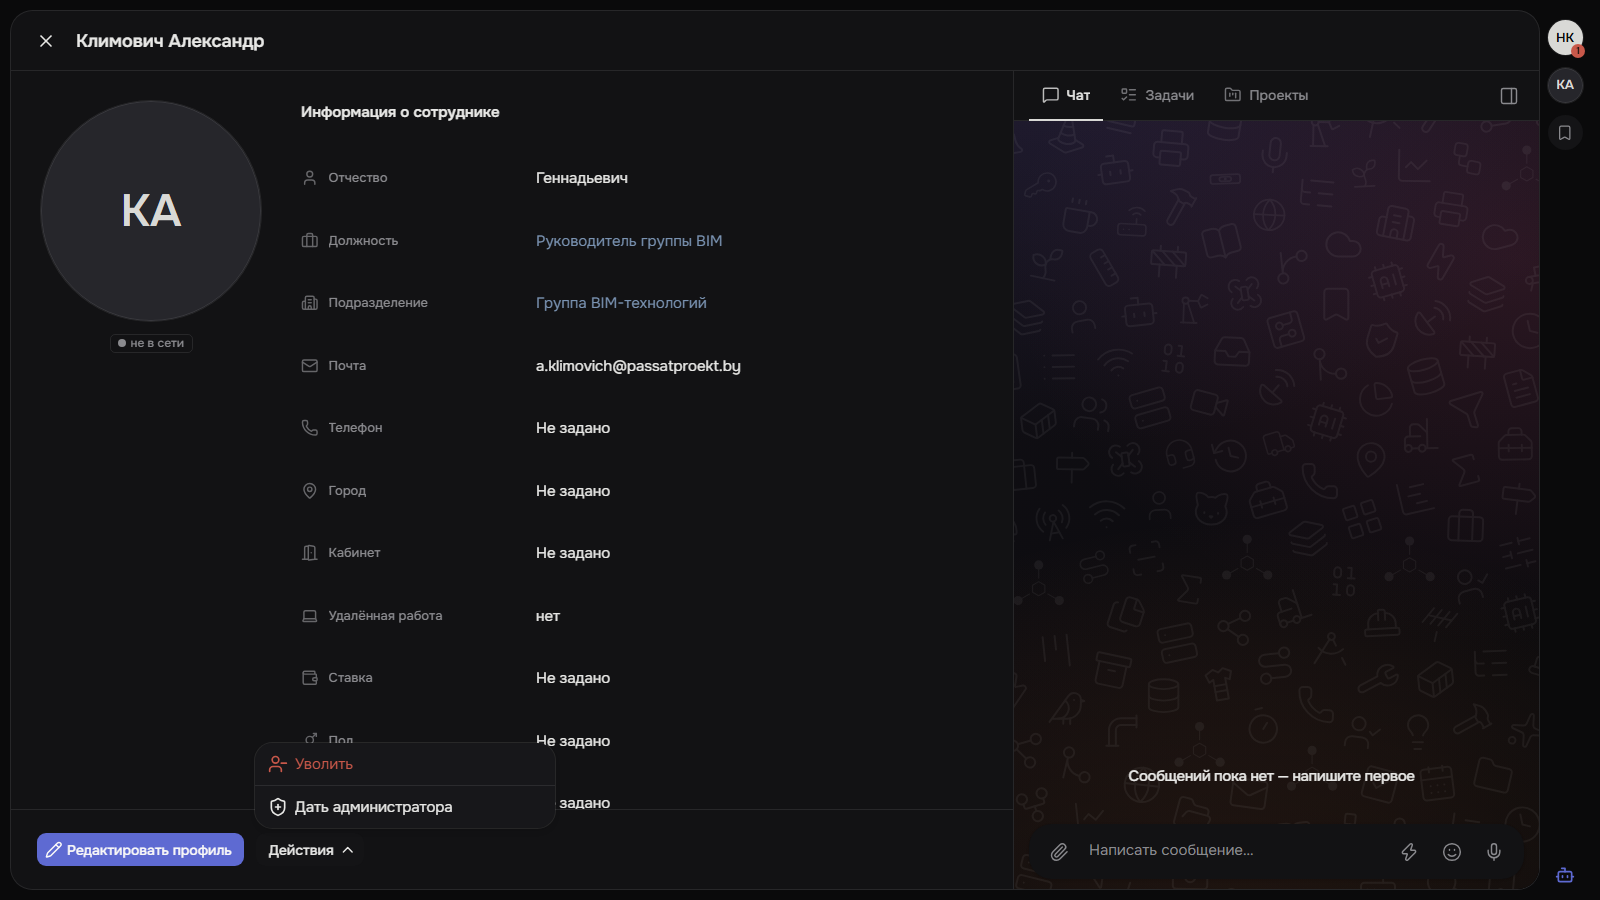 Климович Александр
КА
не в сети
Информация о сотруднике
Отчество
Геннадьевич
Должность
Руководитель группы BIM
Подразделение
Группа BIM-технологий
Почта
a.klimovich@passatproekt.by
Телефон
Не задано
Город
Не задано
Кабинет
Не задано
Удалённая работа
нет
Ставка
Не задано
Пол
Не задано
задано
Уволить
Дать администратора
Редактировать профиль
Действия
Чат
Задачи
Проекты
Сообщений пока нет — напишите первое
Написать сообщение...
НК
1
КА